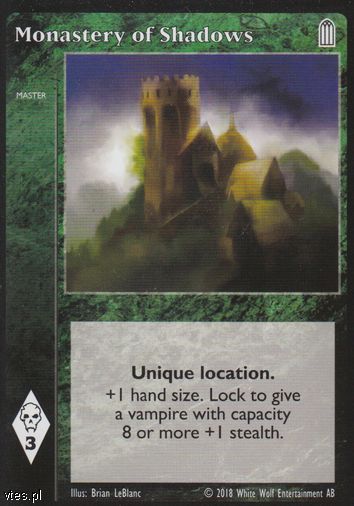 Monastery of Shadows
MASTER
Unique location.
+1 hand size. Lock to give
a vampire with capacity
8 or more +1 stealth.
3
Illus: Brian LeBlanc
© 2018 White Wolf Entertainment AB
vtes.pl